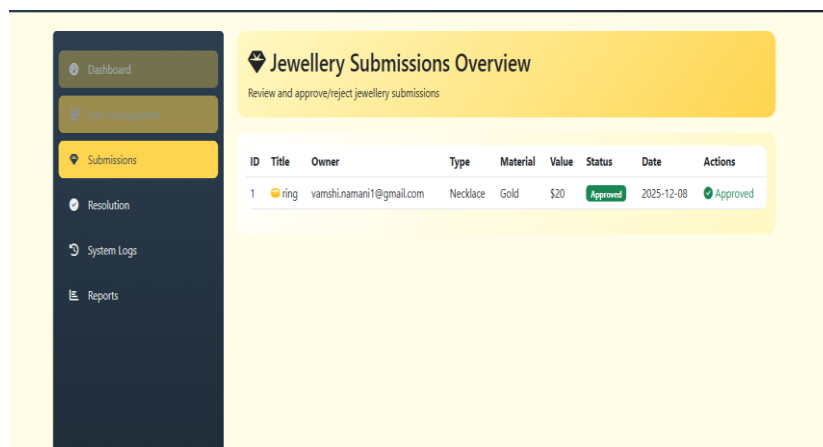 Dashboard
Submissions
Resolution
System Logs
Reports
Jewellery Submissions Overview
Review and approve/reject jewellery submissions
ID Title Owner Type Material Value Status Date Actions
1 ring vamshi.namani1@gmail.com Necklace Gold $20 Approved 2025-12-08 Approved